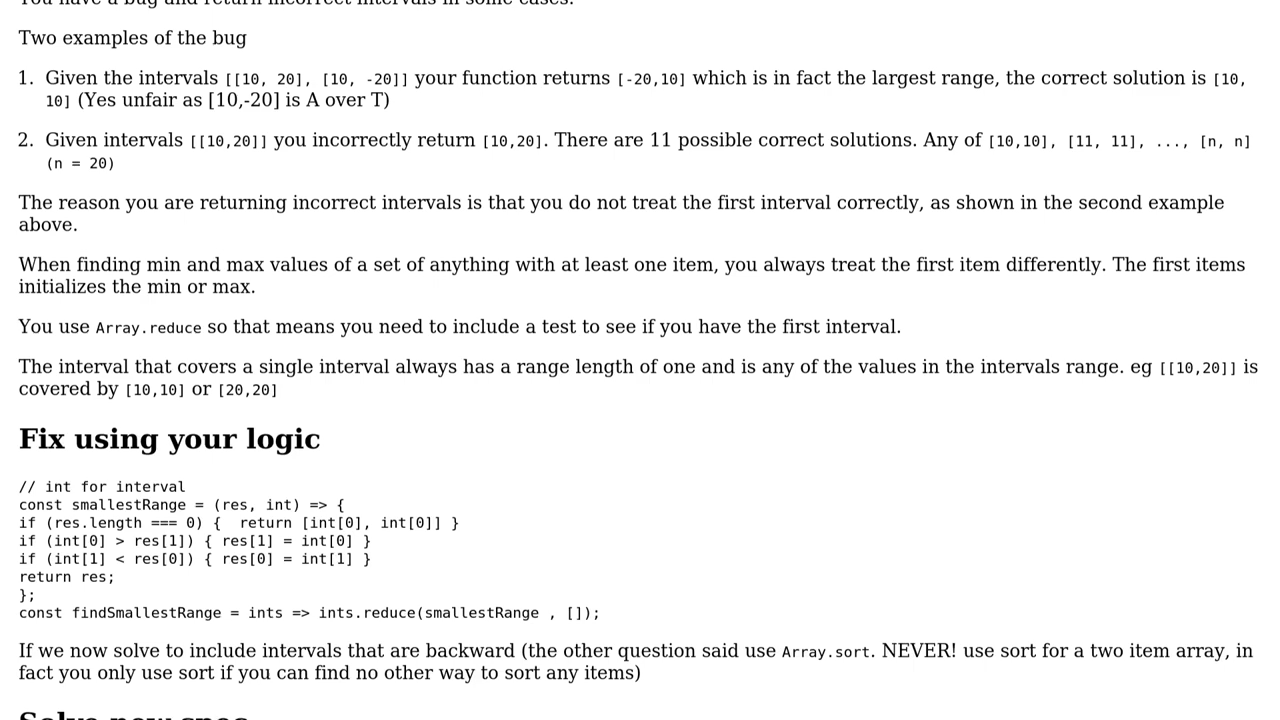 You have a bug and return incorrect intervals in some cases.
Two examples of the bug
1. Given the intervals [[10, 20], [10, -20]] your function returns [-20,10] which is in fact the largest range, the correct solution is [10,
10] (Yes unfair as [10,-20] is A over T)
2. Given intervals [[10,20]] you incorrectly return [10,20]. There are 11 possible correct solutions. Any of [10,10], [11, 11], ..., [n, n]
(n = 20)
The reason you are returning incorrect intervals is that you do not treat the first interval correctly, as shown in the second example
above.
When finding min and max values of a set of anything with at least one item, you always treat the first item differently. The first items
initializes the min or max.
You use Array.reduce so that means you need to include a test to see if you have the first interval.
The interval that covers a single interval always has a range length of one and is any of the values in the intervals range. eg [[10,20]] is
covered by [10,10] or [20,20]
Fix using your logic
// int for interval
const smallestRange = (res, int) => {
if (res.length === 0) {  return [int[0], int[0]] }
if (int[0] > res[1]) { res[1] = int[0] }
if (int[1] < res[0]) { res[0] = int[1] }
return res;
};
const findSmallestRange = ints => ints.reduce(smallestRange , []);
If we now solve to include intervals that are backward (the other question said use Array.sort. NEVER! use sort for a two item array, in
fact you only use sort if you can find no other way to sort any items)
Solve new spec